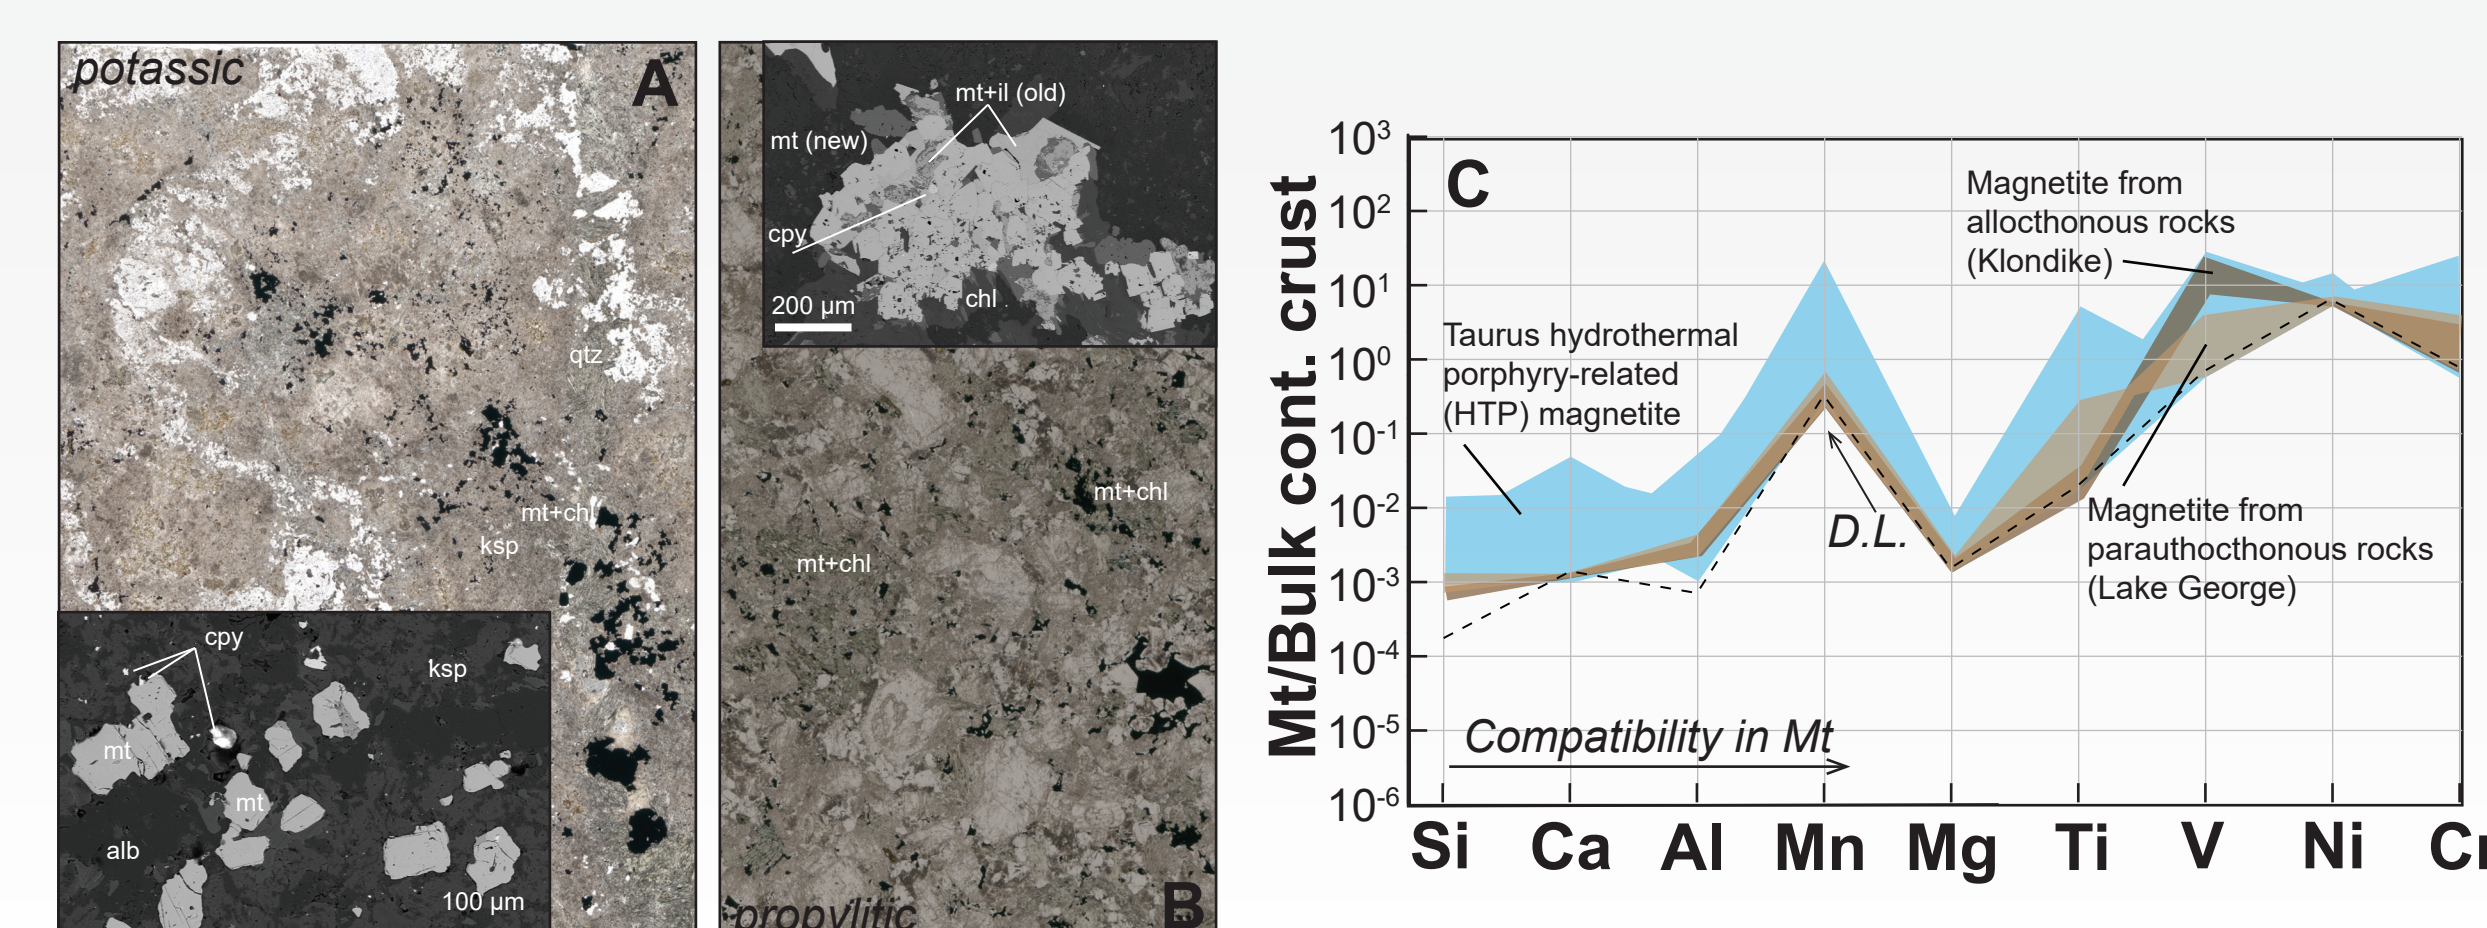 potassic
A
qtz
mt+chl
ksp
cpy
ksp
mt
mt
alb
100 µm
mt+il (old)
mt (new)
cpy
chl
200 µm
mt+chl
mt+chl
propylitic
B
C
Mt/Bulk cont. crust
10³
10²
10¹
10⁰
10⁻¹
10⁻²
10⁻³
10⁻⁴
10⁻⁵
10⁻⁶
Magnetite from
allocthonous rocks
(Klondike)
Taurus hydrothermal
porphyry-related
(HTP) magnetite
D.L.
Magnetite from
parauthocthonous rocks
(Lake George)
Compatibility in Mt
Si Ca Al Mn Mg Ti V Ni Cr